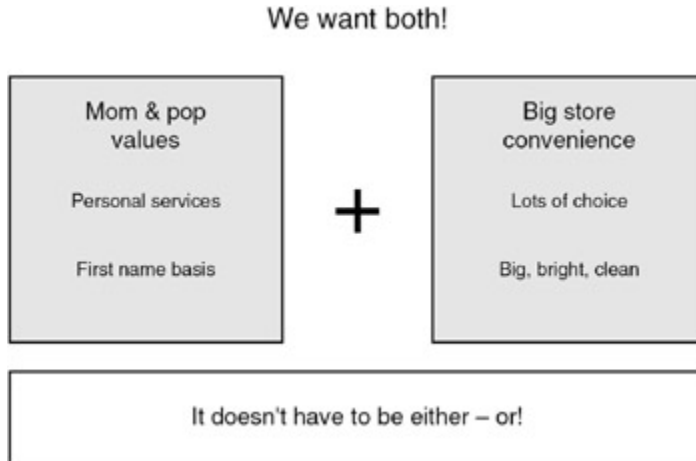 We want both!
Mom & pop
values
Personal services
First name basis
+
Big store
convenience
Lots of choice
Big, bright, clean
It doesn't have to be either – or!